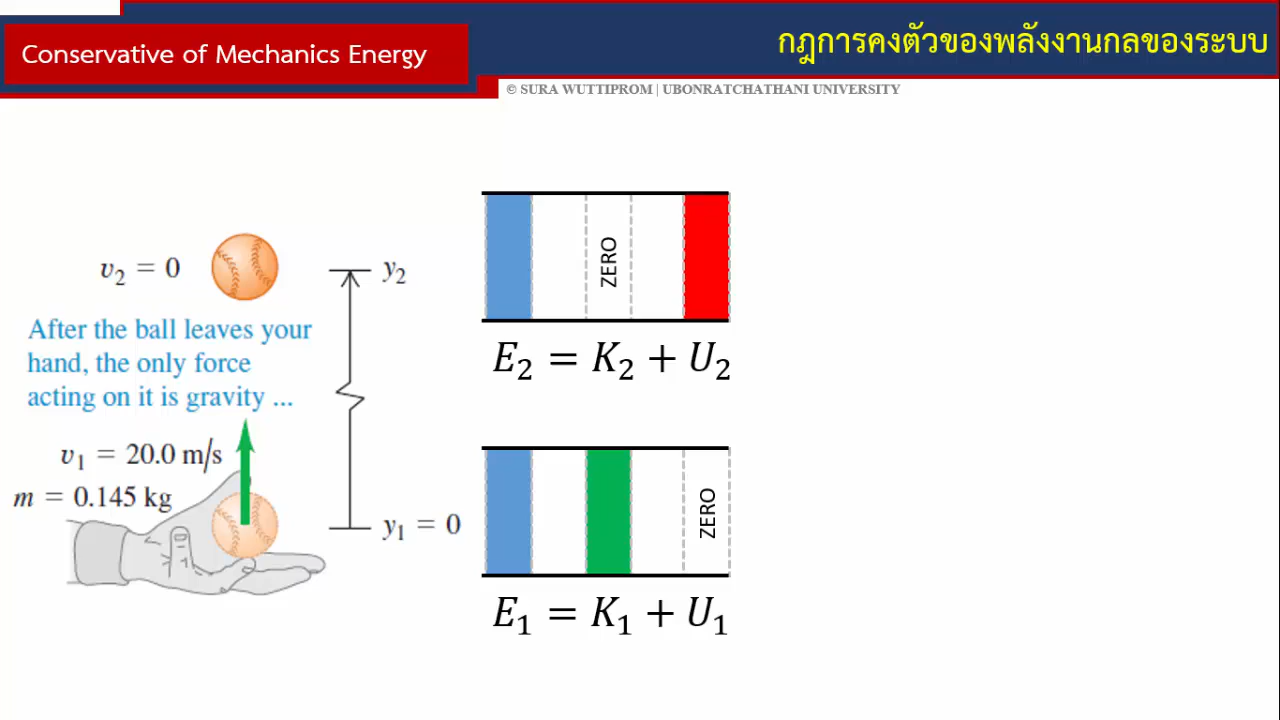 Conservative of Mechanics Energy
กฎการคงตัวของพลังงานกลของระบบ
© SURA WUTTIPROM | UBONRATCHATHANI UNIVERSITY
v₂ = 0
y₂
After the ball leaves your
hand, the only force
acting on it is gravity ...
v₁ = 20.0 m/s
m = 0.145 kg
y₁ = 0
ZERO
E₂ = K₂ + U₂
ZERO
E₁ = K₁ + U₁